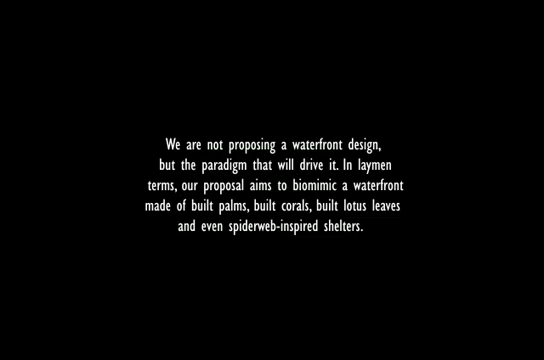 We are not proposing a waterfront design,
but the paradigm that will drive it. In laymen
terms, our proposal aims to biomimic a waterfront
made of built palms, built corals, built lotus leaves
and even spiderweb-inspired shelters.